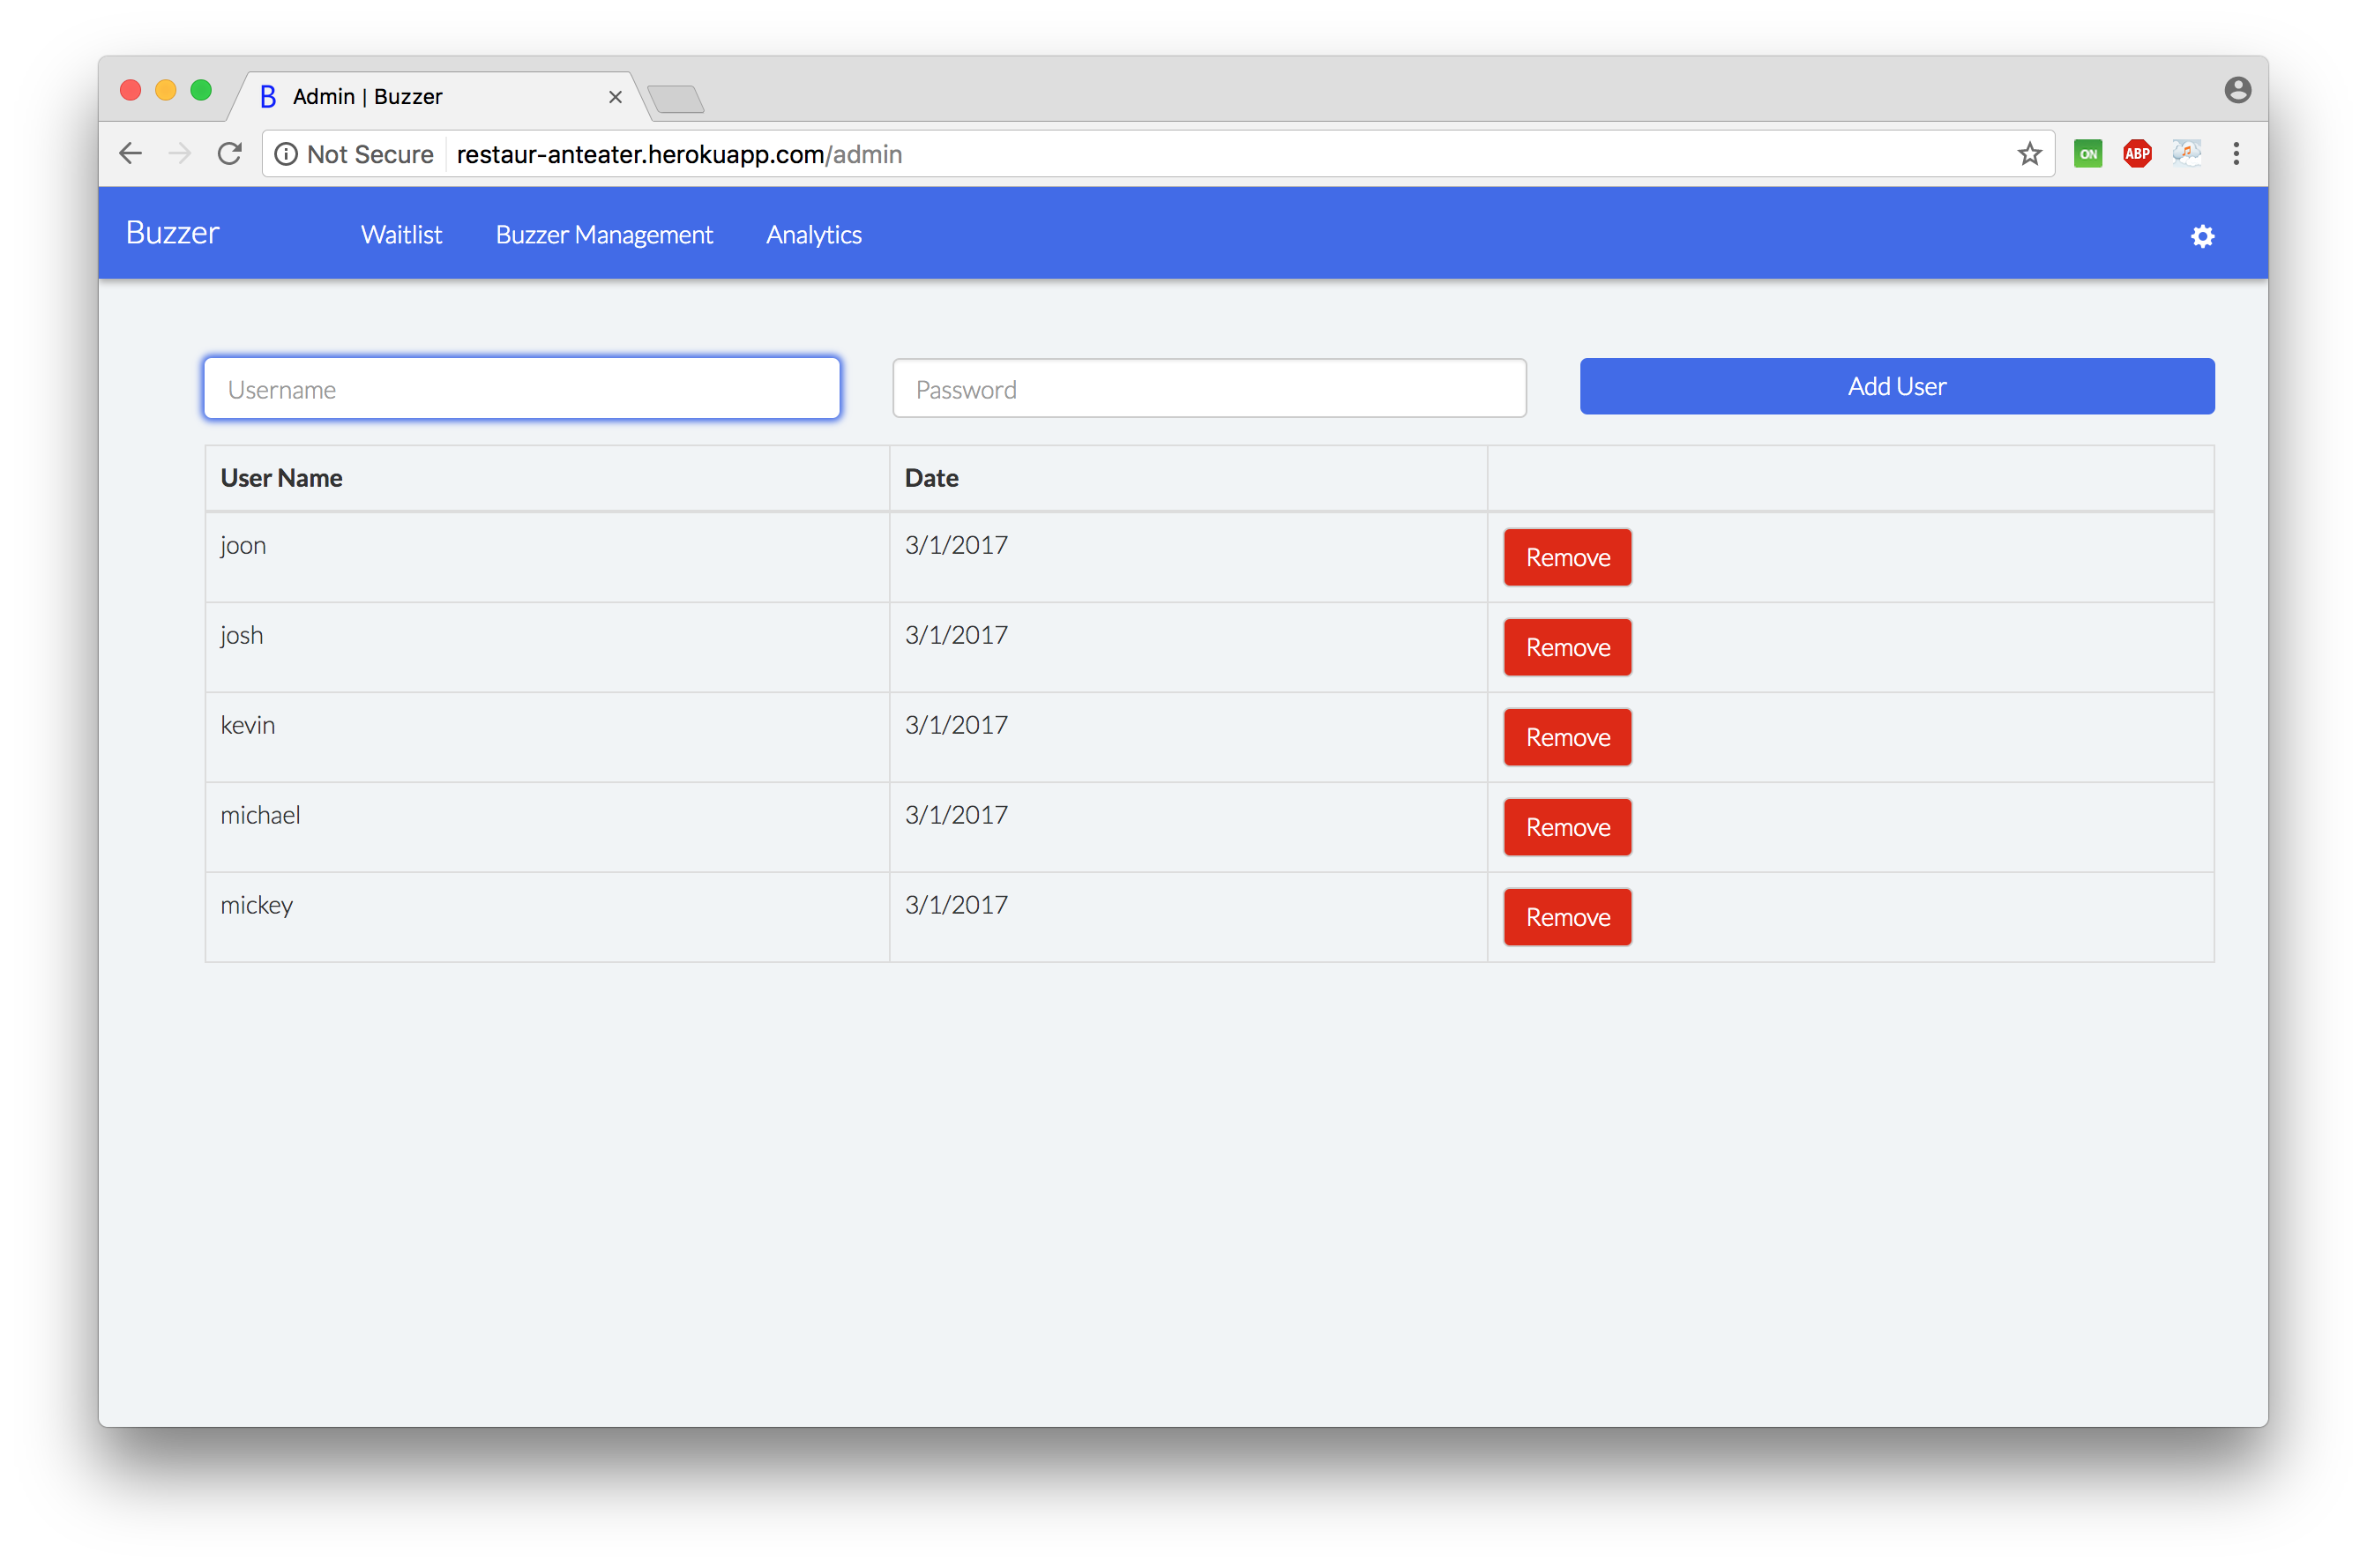 B Admin | Buzzer
Not Secure restaur-anteater.herokuapp.com/admin ON ABP
Buzzer Waitlist Buzzer Management Analytics
Username Password Add User
User Name Date
joon 3/1/2017 Remove
josh 3/1/2017 Remove
kevin 3/1/2017 Remove
michael 3/1/2017 Remove
mickey 3/1/2017 Remove